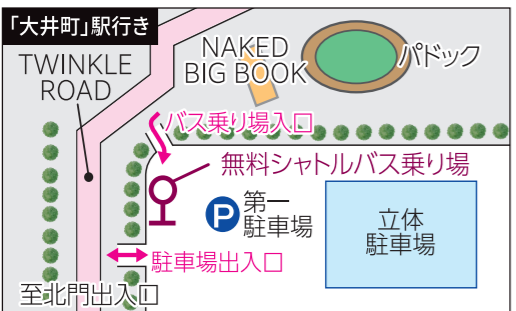 「大井町」駅行き
TWINKLE
ROAD
NAKED
BIG BOOK
パドック
バス乗り場入口
無料シャトルバス乗り場
P
第一
駐車場
立体
駐車場
駐車場出入口
至北門出入口